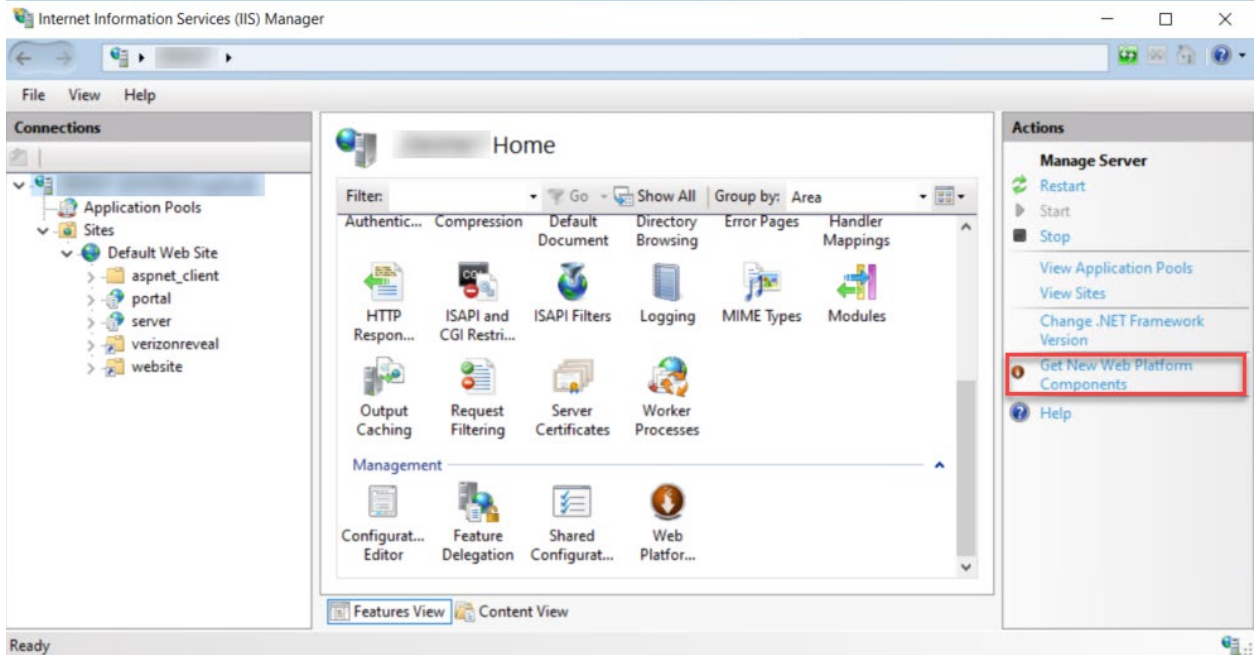 Internet Information Services (IIS) Manager
File View Help
Connections
Application Pools
Sites
Default Web Site
aspnet_client
portal
server
verizonreveal
website
Home
Filter: Go Show All Group by: Area
Authentic... Compression Default Directory Error Pages Handler
Document Browsing Mappings
HTTP ISAPI and ISAPI Filters Logging MIME Types Modules
Respon... CGI Restri...
Output Request Server Worker
Caching Filtering Certificates Processes
Management
Configurat... Feature Shared Web
Editor Delegation Configurat... Platfor...
Features View Content View
Actions
Manage Server
Restart
Start
Stop
View Application Pools
View Sites
Change .NET Framework
Version
Get New Web Platform
Components
Help
Ready